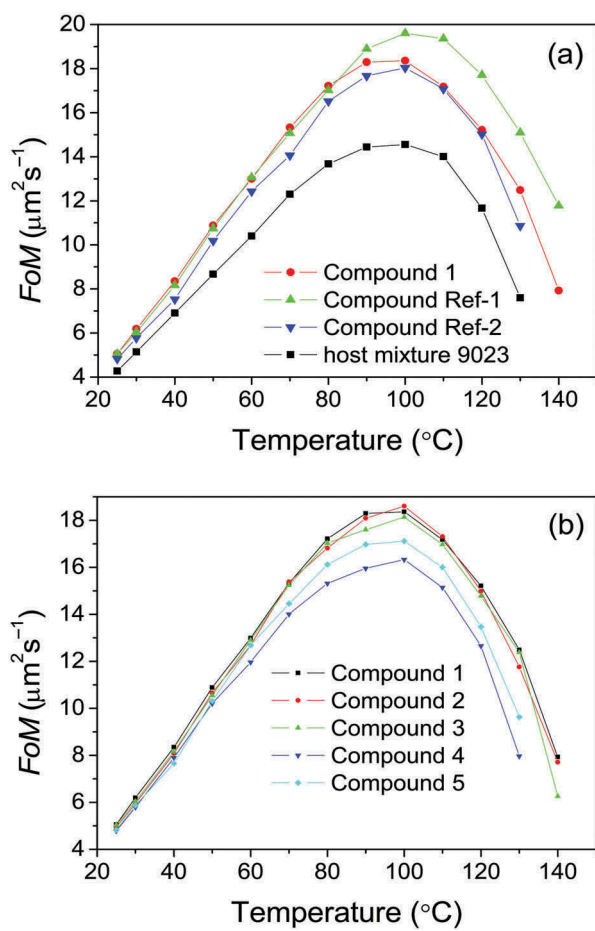 (a)
20
18
16
14
12
10
8
6
4
FoM (μm²s⁻¹)
Compound 1
Compound Ref-1
Compound Ref-2
host mixture 9023
20 40 60 80 100 120 140
Temperature (°C)
(b)
18
16
14
12
10
8
6
4
FoM (μm²s⁻¹)
Compound 1
Compound 2
Compound 3
Compound 4
Compound 5
20 40 60 80 100 120 140
Temperature (°C)